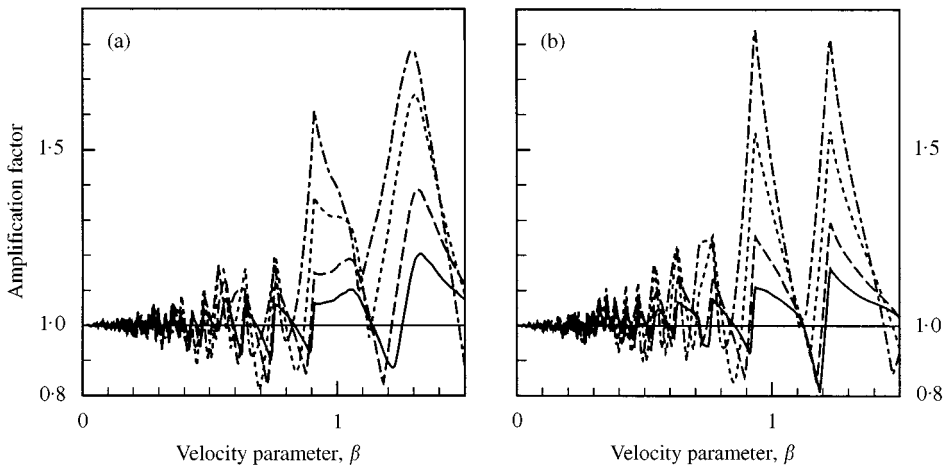 (a)
(b)
Amplification factor
1·5
1·0
0·8
0
1
Velocity parameter, β
1·5
1·0
0·8
0
1
Velocity parameter, β